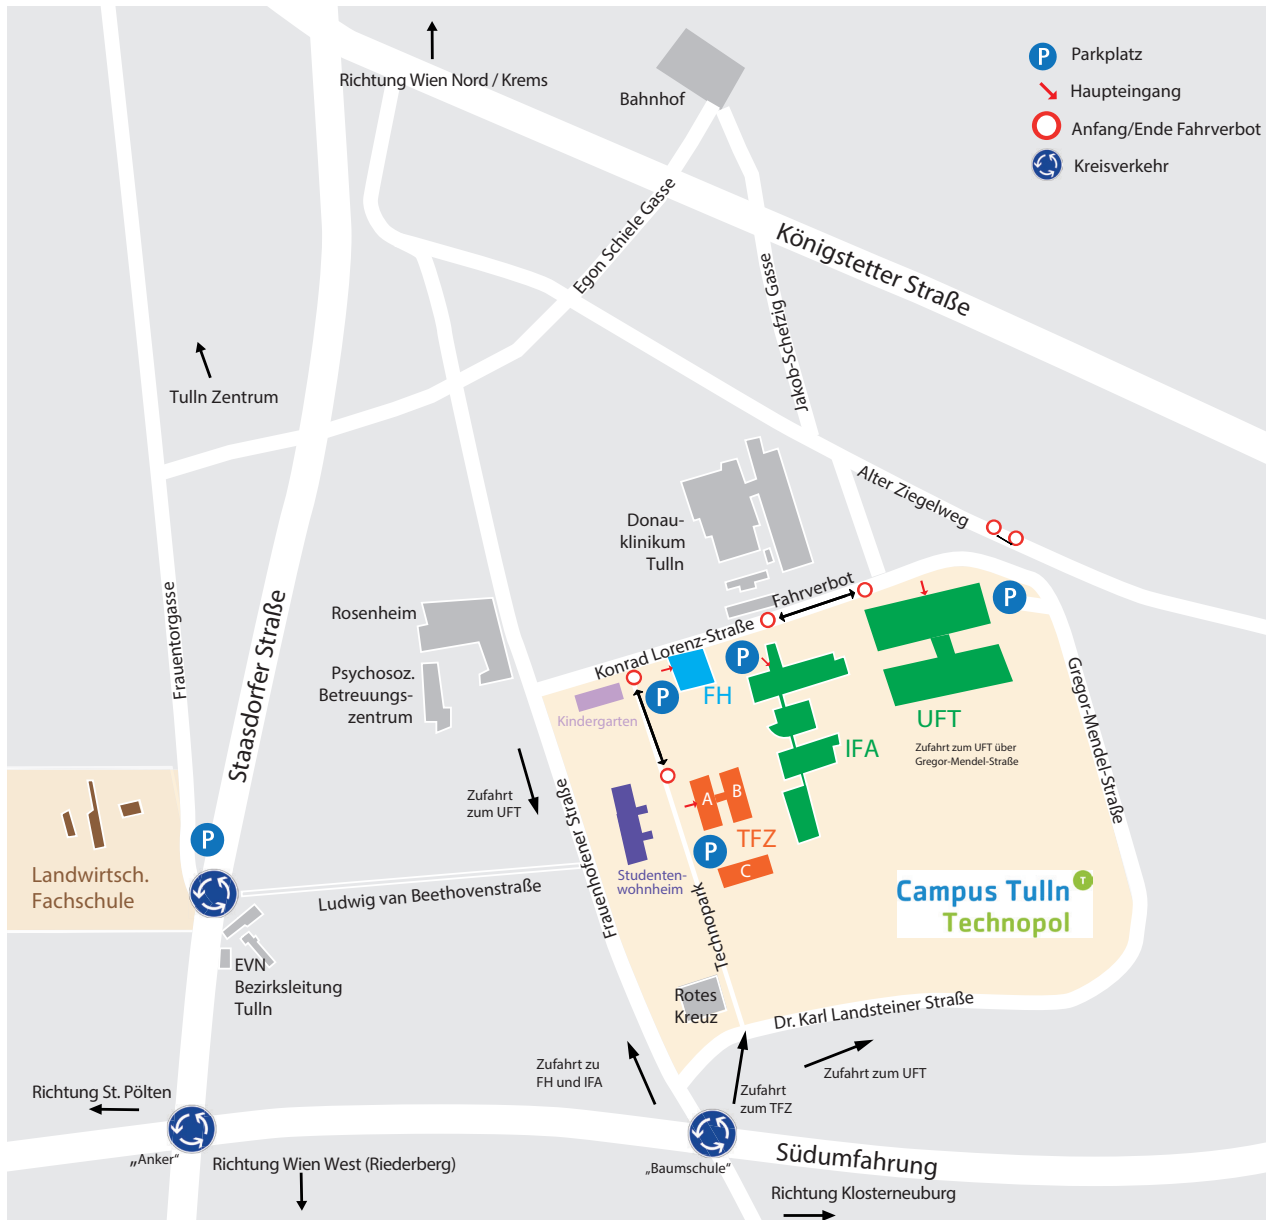 Richtung Wien Nord / Krems
Bahnhof
P
Parkplatz
Haupteingang
Anfang/Ende Fahrverbot
Kreisverkehr
Königstetter Straße
Egon Schiele Gasse
Jakob-Schefzig Gasse
Tulln Zentrum
Alter Ziegelweg
Donau-
klinikum
Tulln
Frauentorgasse
Staasdorfer Straße
Rosenheim
Psychosoz.
Betreuungs-
zentrum
Fahrverbot
Konrad Lorenz-Straße
P
P
P
Kindergarten
FH
IFA
UFT
Zufahrt zum UFT über
Gregor-Mendel-Straße
Gregor-Mendel-Straße
Zufahrt
zum UFT
Frauenhofener Straße
A
B
TFZ
P
C
Studenten-
wohnheim
Technopark
P
Landwirtsch.
Fachschule
Ludwig van Beethovenstraße
Campus Tulln
T
Technopol
EVN
Bezirksleitung
Tulln
Rotes
Kreuz
Dr. Karl Landsteiner Straße
Zufahrt zu
FH und IFA
Zufahrt zum UFT
Zufahrt
zum TFZ
Richtung St. Pölten
„Anker“
Richtung Wien West (Riederberg)
„Baumschule“
Südumfahrung
Richtung Klosterneuburg